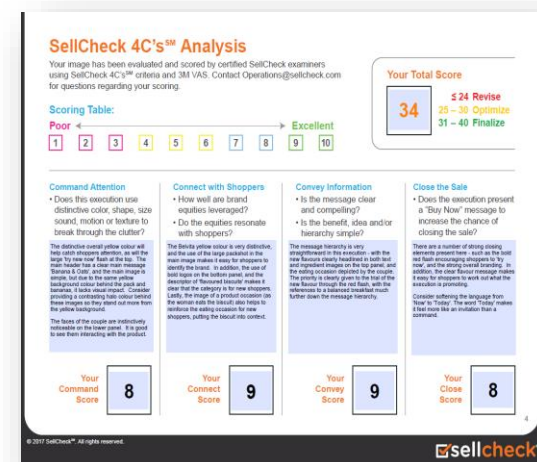 SellCheck 4C's℠ Analysis
Your image has been evaluated and scored by certified SellCheck examiners
using SellCheck 4C's℠ criteria and 3M VAS. Contact Operations@sellcheck.com
for questions regarding your scoring.
Your Total Score
34
≤ 24 Revise
25 – 30 Optimize
31 – 40 Finalize
Scoring Table:
Poor
Excellent
1 2 3 4 5 6 7 8 9 10
Command Attention
• Does this execution use
distinctive color, shape, size
sound, motion or texture to
break through the clutter?
The distinctive overall yellow colour will
help catch shoppers attention, as will the
large 'try new now' flash at the top. The
main header has a clear main message
'Banana & Oats', and the main image is
simple, but due to the same yellow
background colour behind the pack and
bananas, it lacks visual impact. Consider
providing a contrasting halo colour behind
these images so they stand out more from
the yellow background.
The faces of the couple are instinctively
noticeable on the lower panel. It is good
to see them interacting with the product.
Your
Command
Score
8
Connect with Shoppers
• How well are brand
equities leveraged?
• Do the equities resonate
with shoppers?
The Belvita yellow colour is very distinctive,
and the use of the large packshot in the
main image makes it easy for shoppers to
identify the brand. In addition, the use of
bold logos on the both panel, and the
descriptor of 'flavoured biscuits' makes it
clear that the category is for new shoppers.
Lastly, the image of a product occasion (as
the woman eats the biscuit) also helps to
reinforce the eating occasion for new
shoppers, putting the biscuit into context.
Your
Connect
Score
9
Convey Information
• Is the message clear
and compelling?
• Is the benefit, idea and/or
hierarchy simple?
The message hierarchy is very
straightforward in this execution - with the
new flavours clearly headlined in both text
and ingredient images on the top panel, and
the eating occasion depicted by the couple.
The priority is clearly given to the trial of the
new flavour through the red flash, with the
references to a balanced breakfast much
further down the message hierarchy.
Your
Convey
Score
9
Close the Sale
• Does the execution present
a "Buy Now" message to
increase the chance of
closing the sale?
There are a number of strong closing
elements present here - such as the bold
red flash encouraging shoppers to 'try
now', and the strong overall branding. In
addition, the clear flavour message makes
it easy for shoppers to work out what the
execution is promoting.
Consider softening the language from
'Now' to 'Today'. The word 'Today' makes
it feel more like an invitation than a
command.
Your
Close
Score
8
4
© 2017 SellCheck℠. All rights reserved.
sellcheck